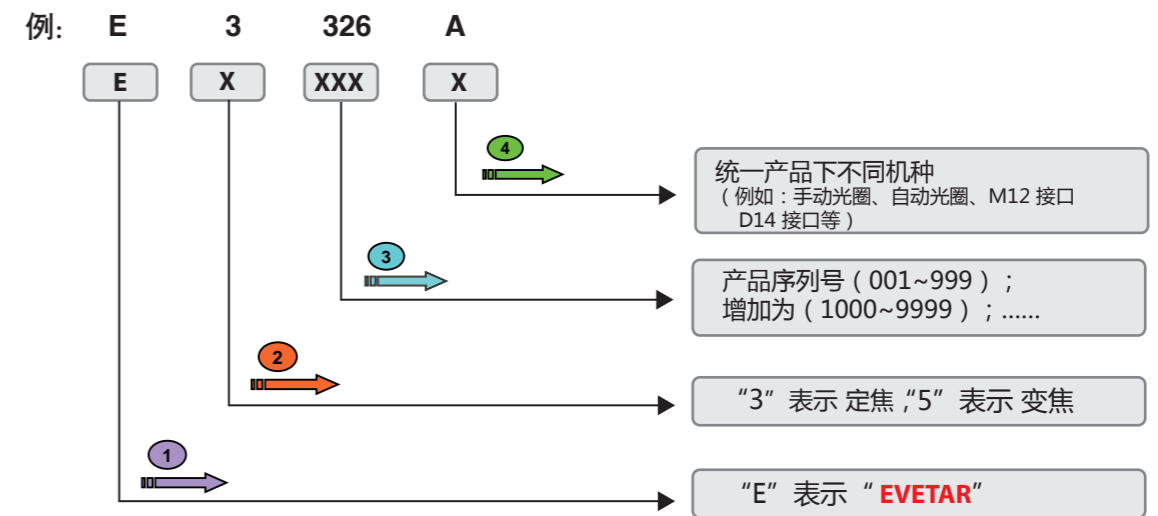 例: E 3 326 A
E X XXX X
4
统一产品下不同机种
（例如：手动光圈、自动光圈、M12 接口
D14 接口等）
3
产品序列号（001~999）；
增加为（1000~9999）；......
2
“3” 表示 定焦 ,“5” 表示 变焦
1
“E” 表示 “ EVETAR”